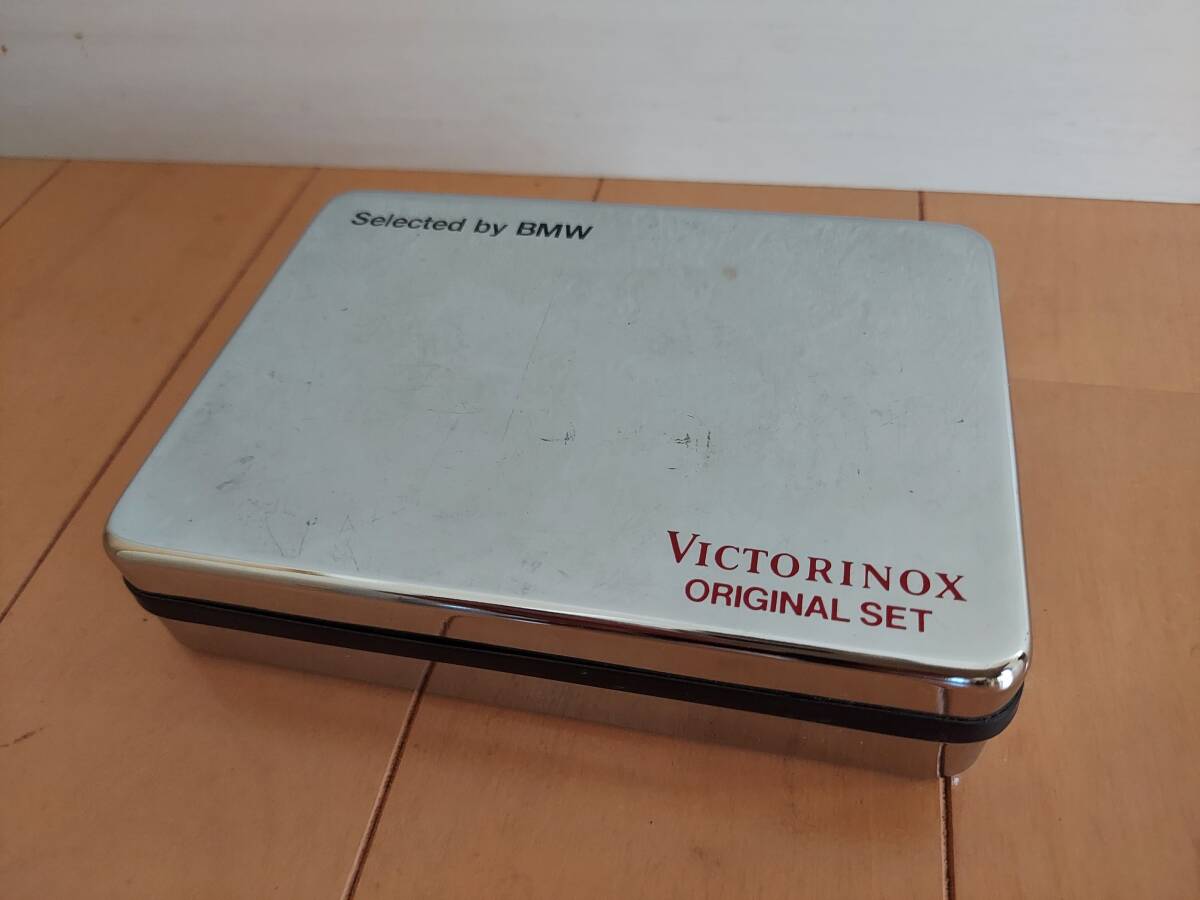 Selected by BMW
VICTORINOX
ORIGINAL SET